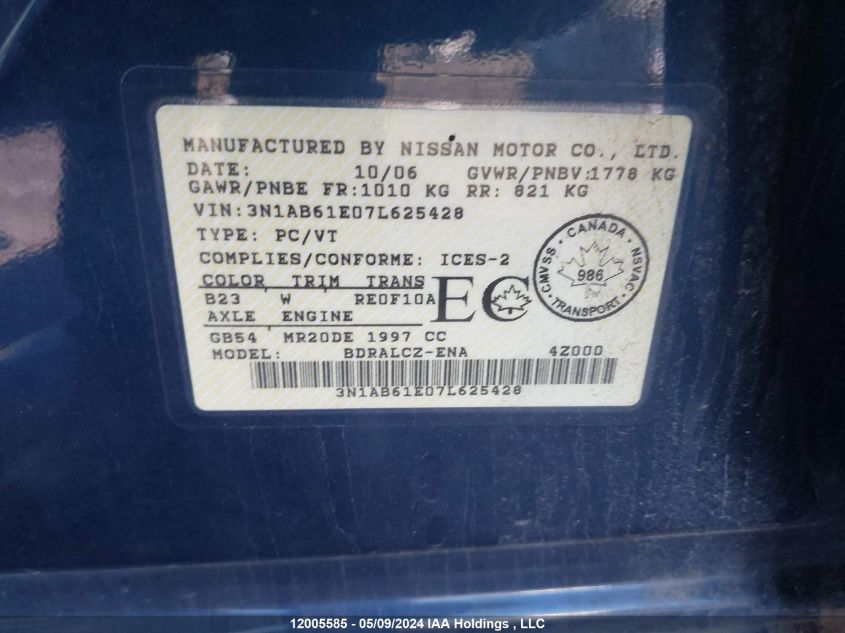 MANUFACTURED BY NISSAN MOTOR CO., LTD.
DATE: 10/06 GVWR/PNBV:1778 KG
GAWR/PNBE FR:1010 KG RR: 821 KG
VIN:3N1AB61E07L625428
TYPE: PC/VT
COMPLIES/CONFORME: ICES-2
COLOR TRIM TRANS
B23 W RE0F10A
AXLE ENGINE
GB54 MR20DE 1997 CC
MODEL: BDRALCZ-ENA 4Z000
3N1AB61E07L625428
EC
CANADA
CMVSS
NSVAC
986
TRANSPORT
12005585 - 05/09/2024 IAA Holdings , LLC